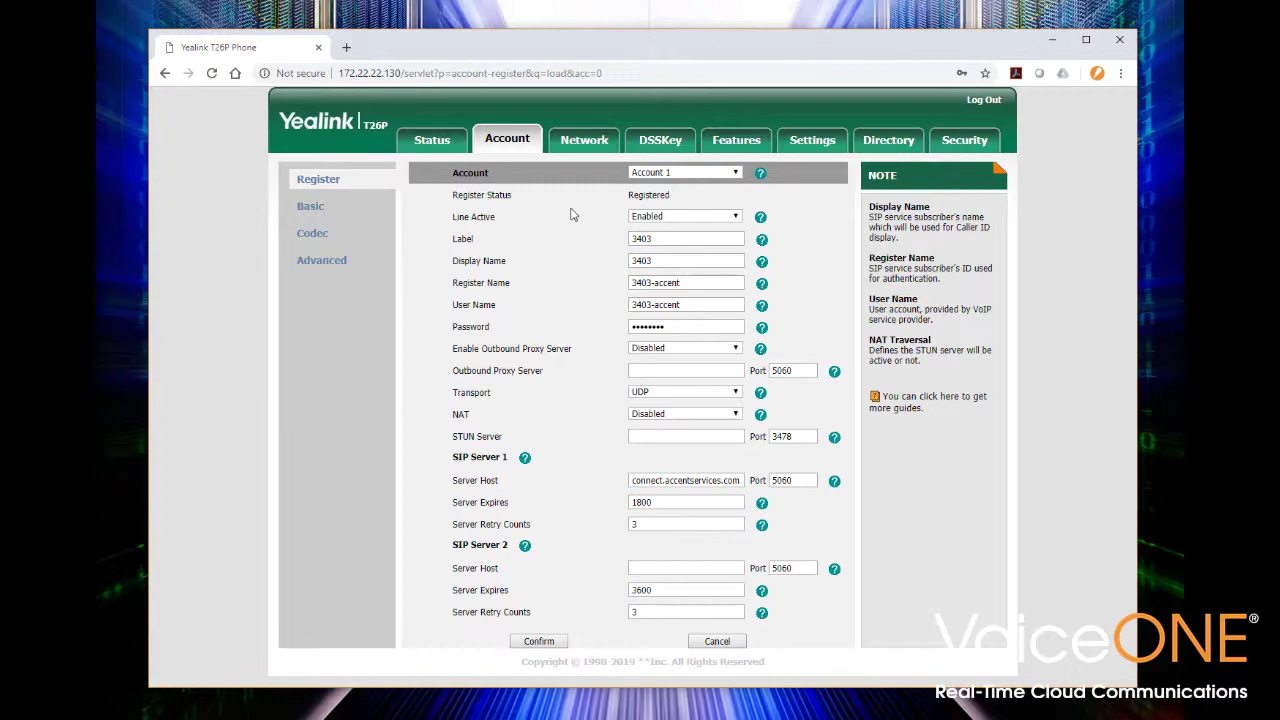 Yealink T26P Phone
Not secure | 172.22.22.130/servlet?p=account-register&q=load&acc=0
Log Out
Yealink | T26P
Status Account Network DSSKey Features Settings Directory Security
Register
Basic
Codec
Advanced
Account Account 1 ?
Register Status Registered
Line Active Enabled ?
Label 3403 ?
Display Name 3403 ?
Register Name 3403-accent ?
User Name 3403-accent ?
Password •••••••• ?
Enable Outbound Proxy Server Disabled ?
Outbound Proxy Server Port 5060 ?
Transport UDP ?
NAT Disabled ?
STUN Server Port 3478 ?
SIP Server 1 ?
Server Host connect.accentservices.com Port 5060 ?
Server Expires 1800 ?
Server Retry Counts 3 ?
SIP Server 2 ?
Server Host Port 5060 ?
Server Expires 3600 ?
Server Retry Counts 3 ?
Confirm Cancel
Copyright © 1998-2019 **Inc. All Rights Reserved
NOTE
Display Name
SIP service subscriber's name
which will be used for Caller ID
display.
Register Name
SIP service subscriber's ID used
for authentication.
User Name
User account, provided by VoIP
service provider.
NAT Traversal
Defines the STUN server will be
active or not.
You can click here to get
more guides.
VoiceONE®
Real-Time Cloud Communications